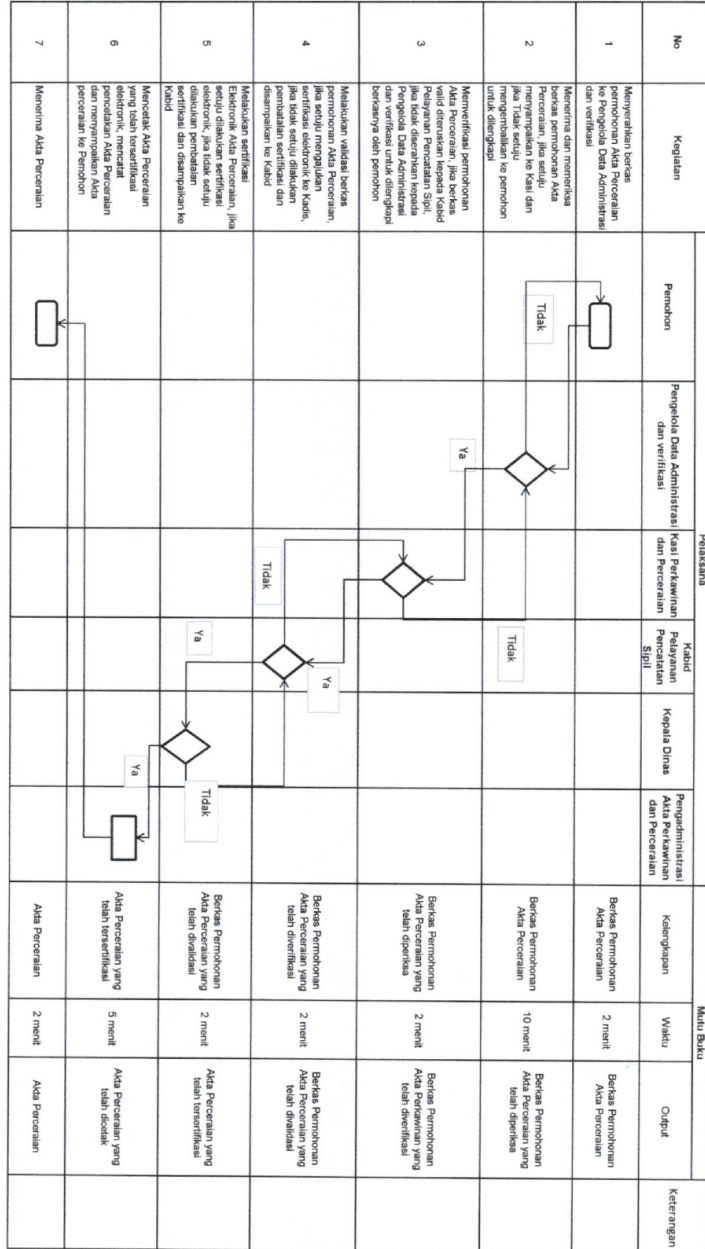 Pelaksana
Mutu Buku
No
Kegiatan
Pemohon
Pengelola Data Administrasi
dan verifikasi
Kasi Perkawinan
dan Perceraian
Kabid
Pelayanan
Pencatatan
Sipil
Kepala Dinas
Pengadministrasi
Akta Perkawinan
dan Perceraian
Kelengkapan
Waktu
Output
Keterangan
1
Menyerahkan berkas
permohonan Akta Perceraian
ke Pengelola Data Administrasi
dan verifikasi
Berkas Permohonan
Akta Perceraian
2 menit
Berkas Permohonan
Akta Perceraian
2
Menerima dan memeriksa
berkas permohonan Akta
Perceraian, jika setuju
menyampaikan ke Kasi dan
jika Tidak setuju
mengembalikan ke pemohon
untuk dilengkapi
Tidak
Ya
Tidak
Berkas Permohonan
Akta Perceraian
10 menit
Berkas Permohonan
Akta Perceraian yang
telah diperiksa
3
Memverifikasi permohonan
Akta Perceraian, jika berkas
valid diteruskan kepada Kabid
Pelayanan Pencatatan Sipil,
jika tidak diserahkan kepada
Pengelola Data Administrasi
dan verifikasi untuk dilengkapi
berkasnya oleh pemohon
Berkas Permohonan
Akta Perceraian yang
telah diperiksa
2 menit
Berkas Permohonan
Akta Perkawinan yang
telah diverifikasi
4
Melakukan validasi berkas
permohonan Akta Perceraian,
jika setuju mengajukan
sertifikasi elektronik ke Kadis,
jika tidak setuju dilakukan
pembatalan sertifikasi dan
disampaikan ke Kabid
Tidak
Ya
Berkas Permohonan
Akta Perceraian yang
telah diverifikasi
2 menit
Berkas Permohonan
Akta Perceraian yang
telah divalidasi
5
Melakukan sertifikasi
Elektronik Akta Perceraian, jika
setuju dilakukan sertifikasi
elektronik, jika tidak setuju
dilakukan pembatalan
sertifikasi dan disampaikan ke
Kabid
Ya
Tidak
Berkas Permohonan
Akta Perceraian yang
telah divalidasi
2 menit
Akta Perceraian yang
telah tersertifikasi
6
Mencetak Akta Perceraian
yang telah tersertifikasi
elektronik, mencatat
pencetakan Akta Perceraian
dan menyampaikan Akta
perceraian ke Pemohon
Ya
Akta Perceraian yang
telah tersertifikasi
5 menit
Akta Perceraian yang
telah dicetak
7
Menerima Akta Perceraian
Akta Perceraian
2 menit
Akta Perceraian